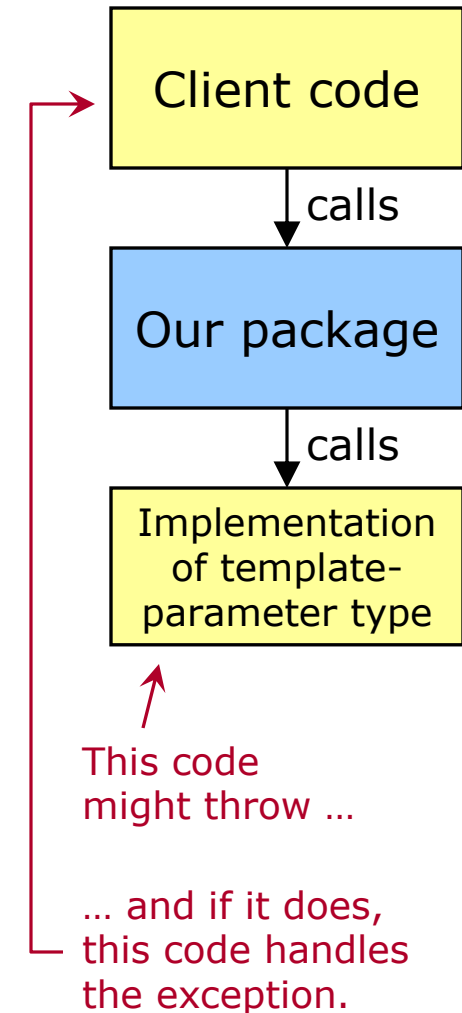 Client code
calls
Our package
calls
Implementation
of template-
parameter type
This code
might throw …
… and if it does,
this code handles
the exception.